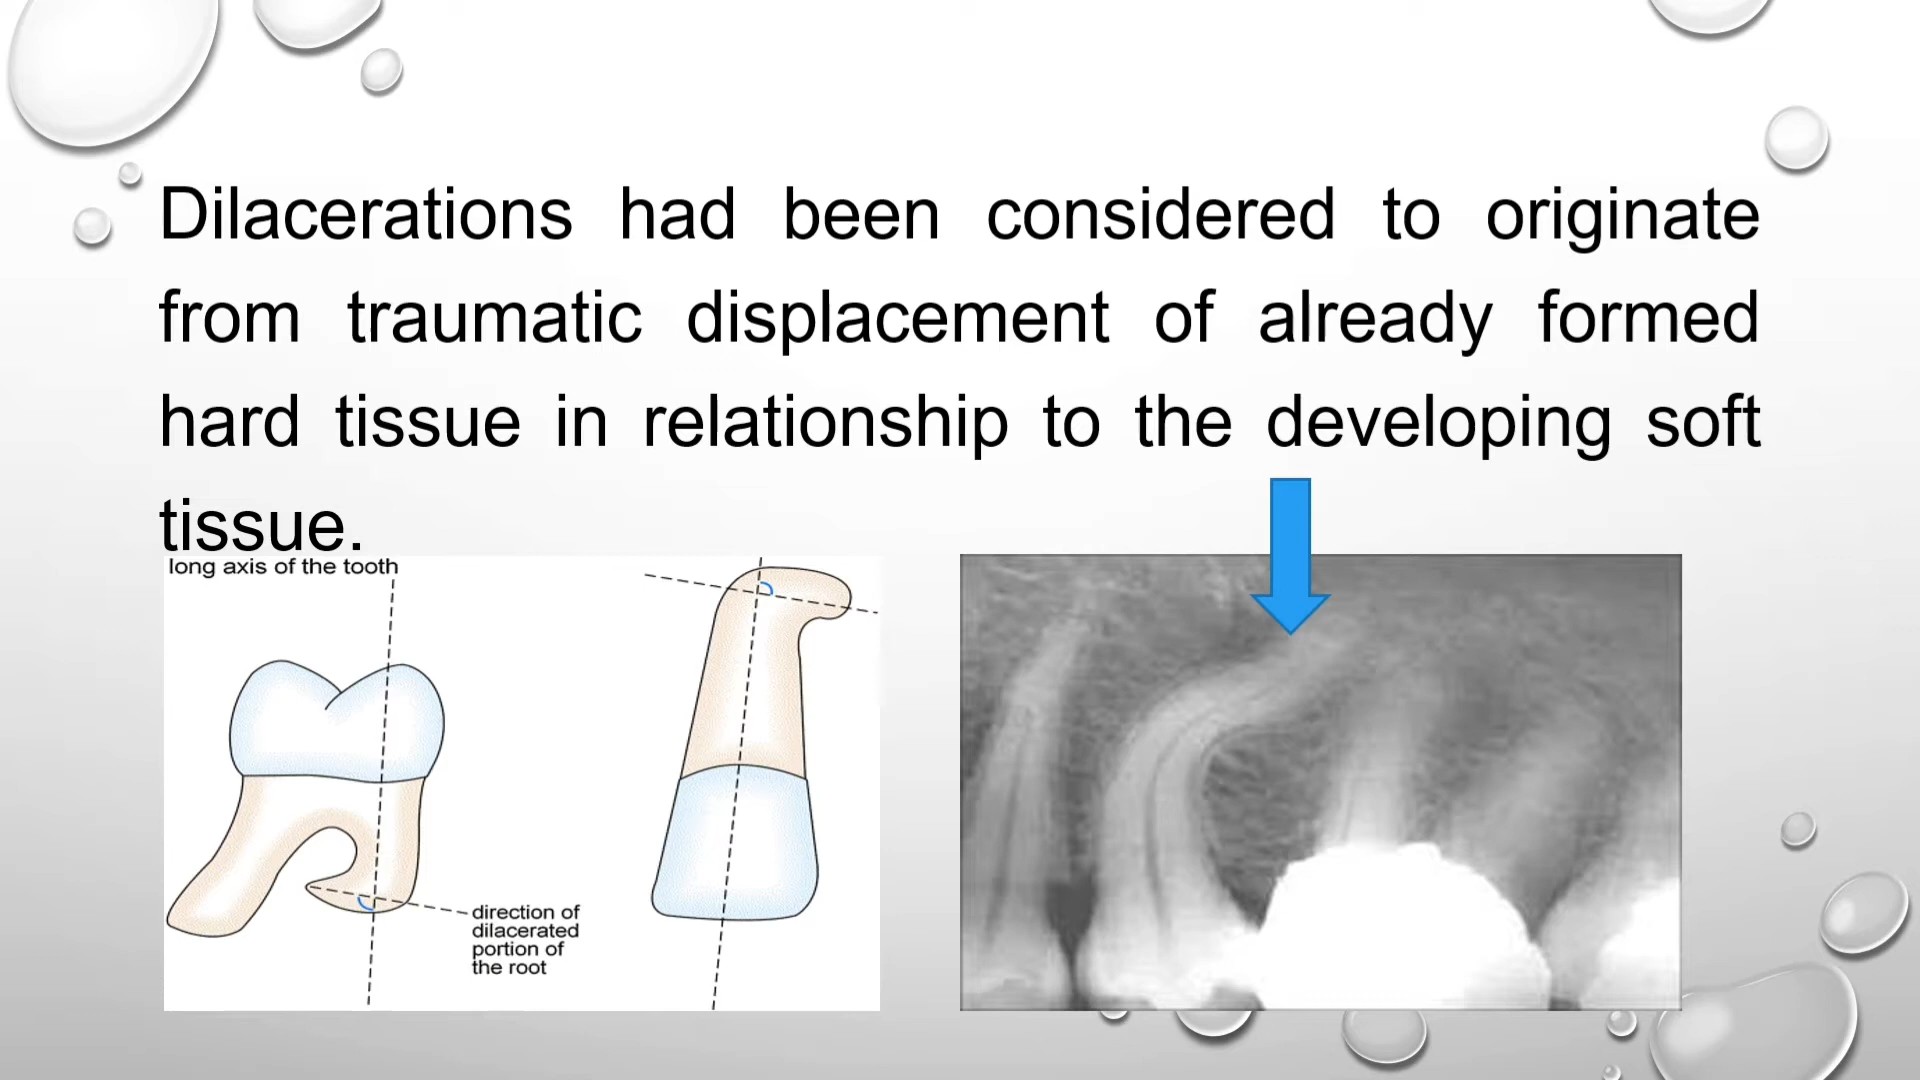 Dilacerations had been considered to originate
from traumatic displacement of already formed
hard tissue in relationship to the developing soft
tissue.
long axis of the tooth
direction of
dilacerated
portion of
the root